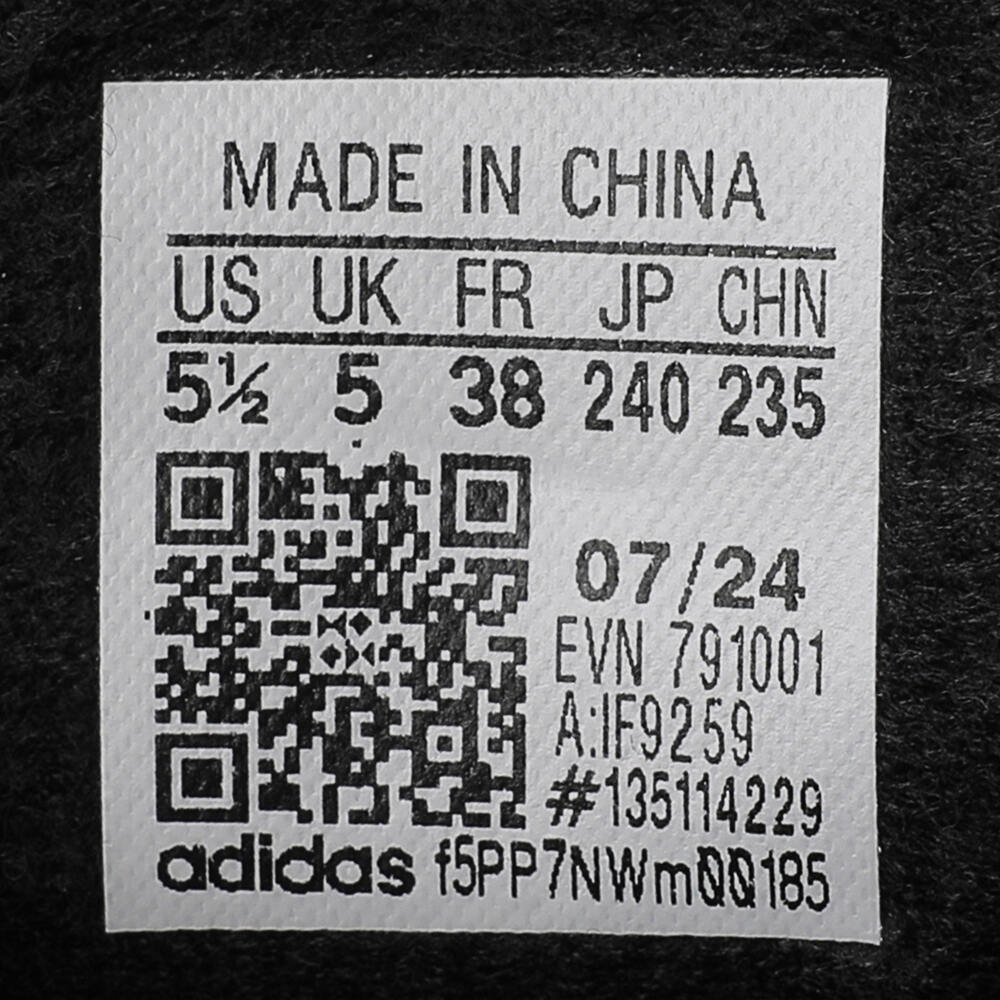 MADE IN CHINA
US UK FR JP CHN
5½ 5 38 240 235
07/24
EVN 791001
A:IF9259
#135114229
adidas